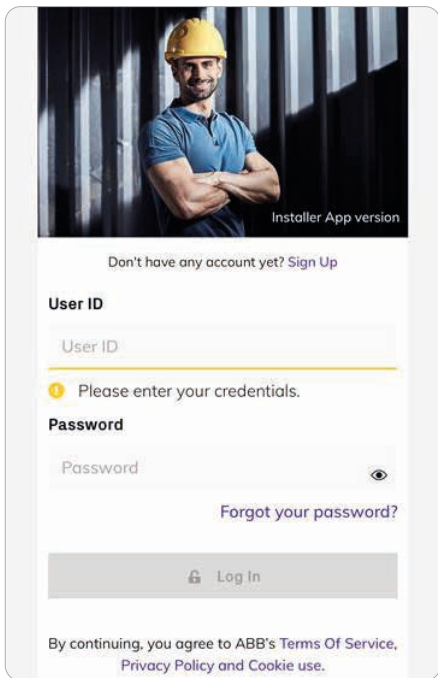 Installer App version
Don't have any account yet? Sign Up
User ID
User ID
Please enter your credentials.
Password
Password
Forgot your password?
Log In
By continuing, you agree to ABB's Terms Of Service,
Privacy Policy and Cookie use.